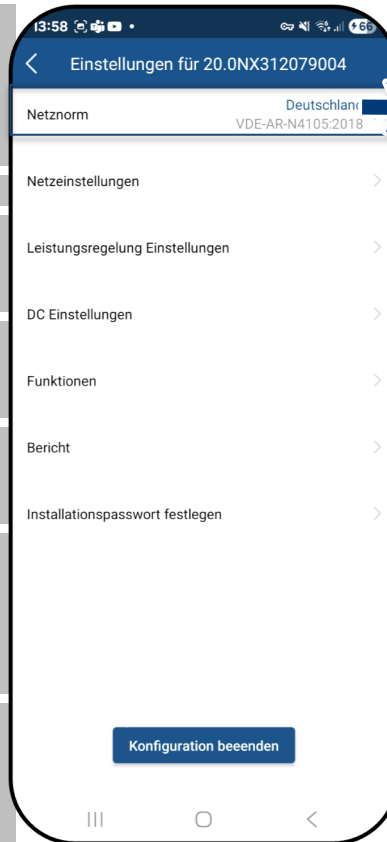 13:58
66
Einstellungen für 20.0NX312079004
Netznorm
Deutschland
VDE-AR-N4105:2018
Netzeinstellungen
Leistungsregelung Einstellungen
DC Einstellungen
Funktionen
Bericht
Installationspasswort festlegen
Konfiguration beeenden